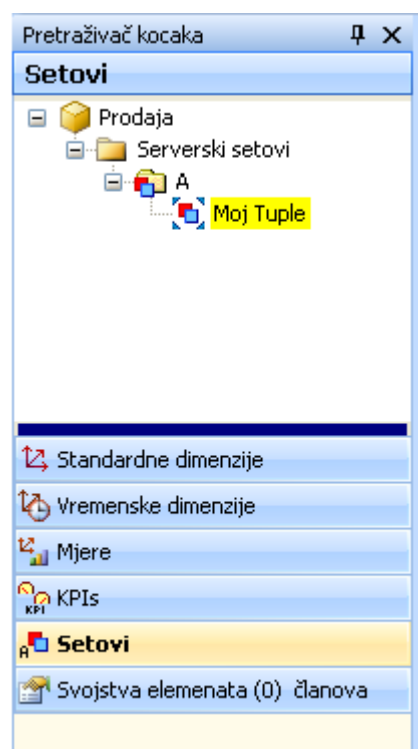 Pretraživač kocaka
Setovi
Prodaja
Serverski setovi
A
Moj Tuple
Standardne dimenzije
Vremenske dimenzije
Mjere
KPI KPIs
A Setovi
Svojstva elemenata (0) članova